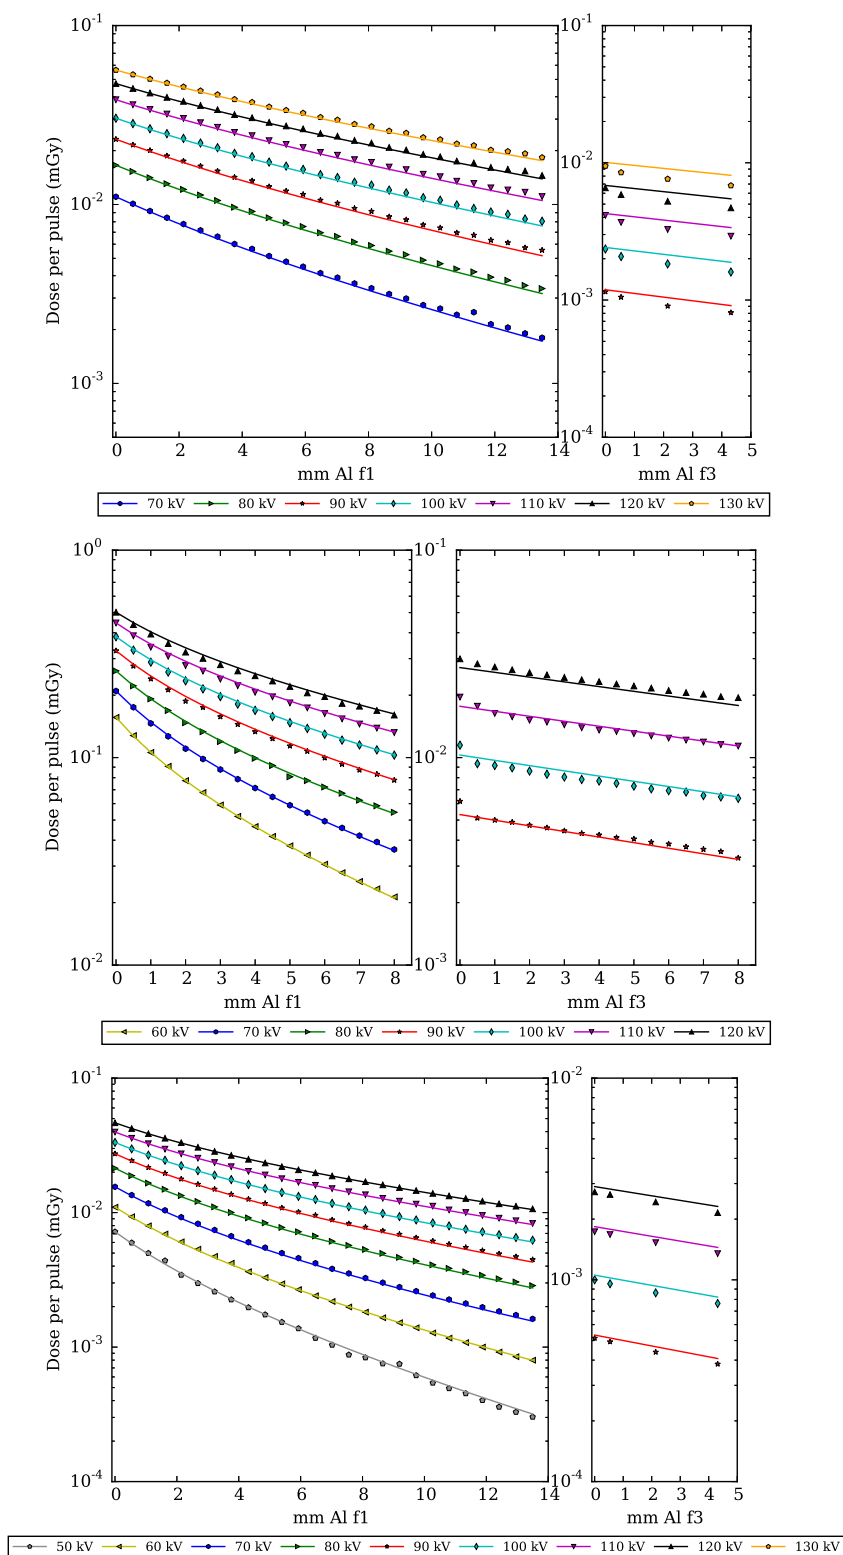 10^-1
10^-2
10^-3
Dose per pulse (mGy)
0 2 4 6 8 10 12 14
mm Al f1
10^-1
10^-2
10^-3
10^-4
0 1 2 3 4 5
mm Al f3
70 kV 80 kV 90 kV 100 kV 110 kV 120 kV 130 kV
10^0
10^-1
10^-2
Dose per pulse (mGy)
0 1 2 3 4 5 6 7 8
mm Al f1
10^-1
10^-2
10^-3
0 1 2 3 4 5 6 7 8
mm Al f3
60 kV 70 kV 80 kV 90 kV 100 kV 110 kV 120 kV
10^-1
10^-2
10^-3
10^-4
Dose per pulse (mGy)
0 2 4 6 8 10 12 14
mm Al f1
10^-2
10^-3
10^-4
0 1 2 3 4 5
mm Al f3
50 kV 60 kV 70 kV 80 kV 90 kV 100 kV 110 kV 120 kV 130 kV